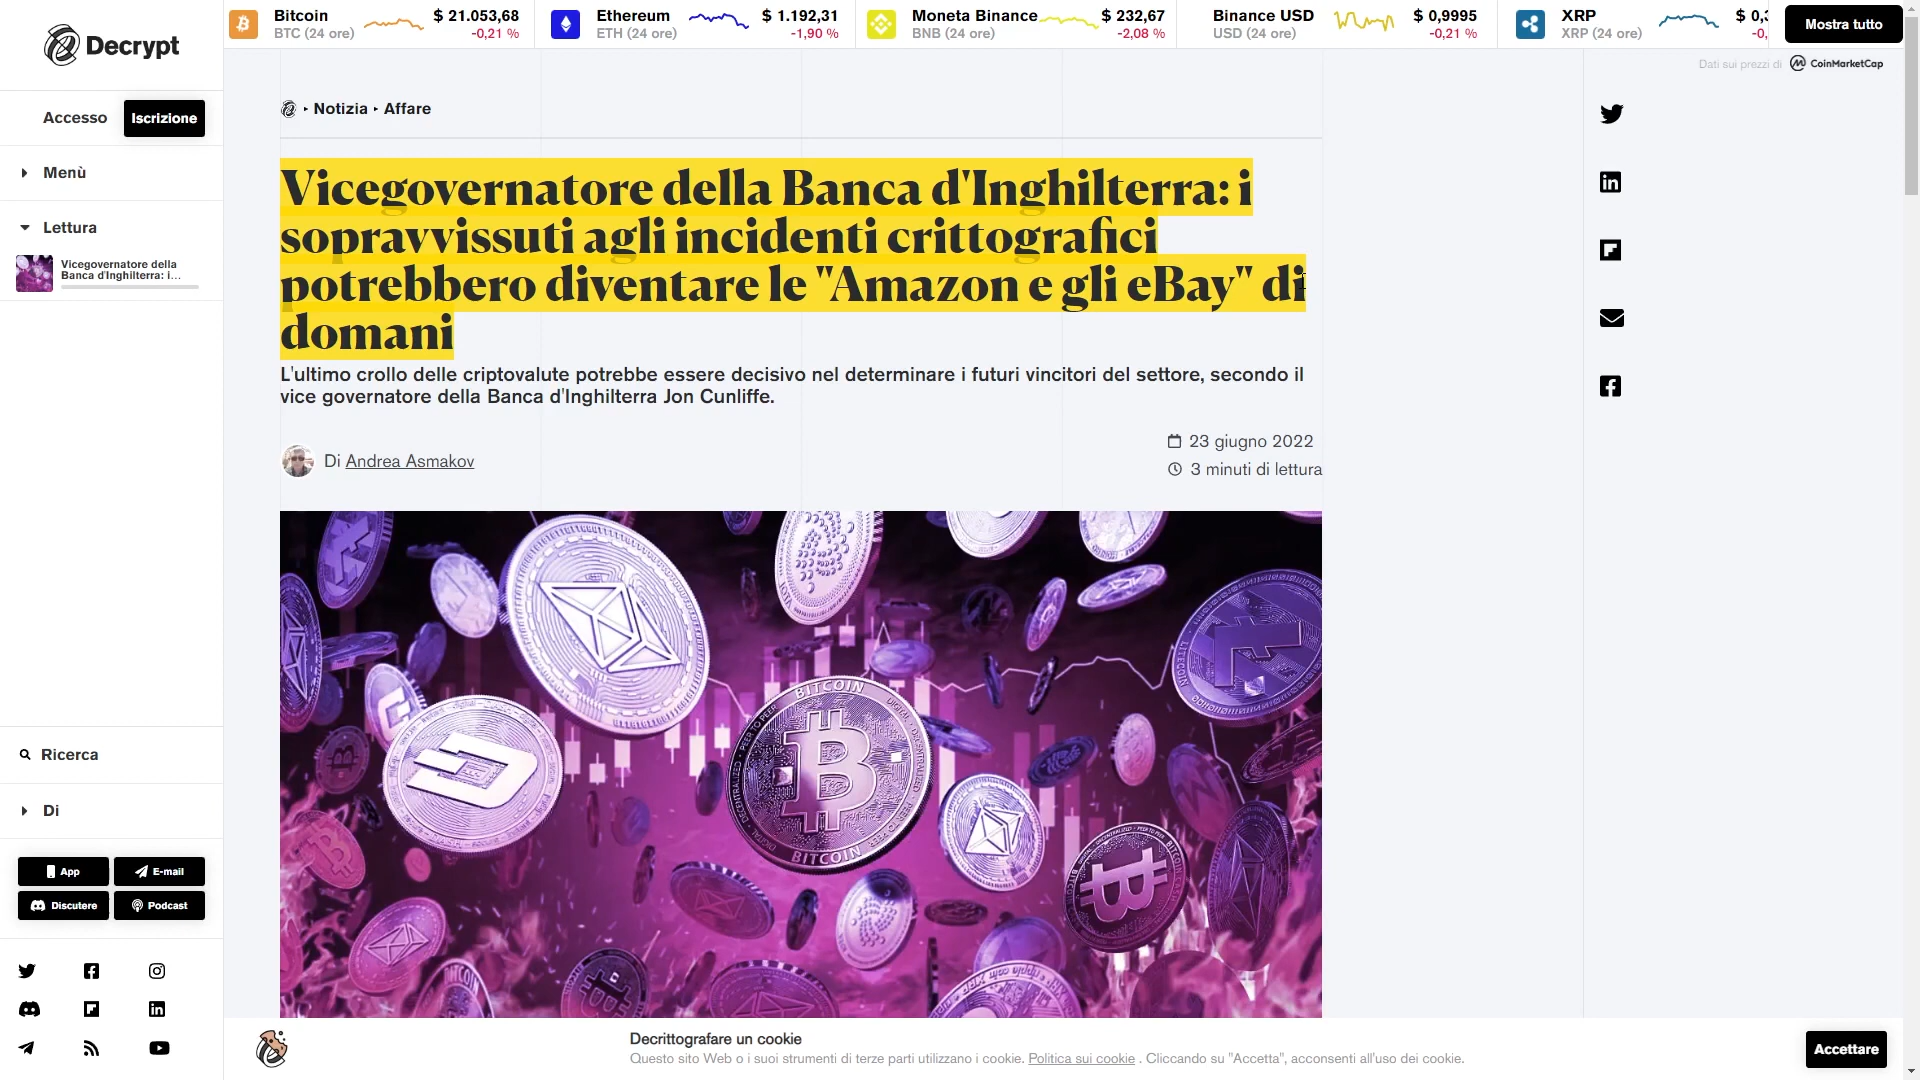 Decrypt
Bitcoin
BTC (24 ore)
$ 21.053,68
-0,21 %
Ethereum
ETH (24 ore)
$ 1.192,31
-1,90 %
Moneta Binance
BNB (24 ore)
$ 232,67
-2,08 %
Binance USD
USD (24 ore)
$ 0,9995
-0,21 %
XRP
XRP (24 ore)
Mostra tutto
Dati sui prezzi di CoinMarketCap
Accesso
Iscrizione
Menù
Lettura
Vicegovernatore della
Banca d'Inghilterra: i...
Notizia
Affare
Vicegovernatore della Banca d'Inghilterra: i
sopravvissuti agli incidenti crittografici
potrebbero diventare le "Amazon e gli eBay" di
domani
L'ultimo crollo delle criptovalute potrebbe essere decisivo nel determinare i futuri vincitori del settore, secondo il
vice governatore della Banca d'Inghilterra Jon Cunliffe.
Di Andrea Asmakov
23 giugno 2022
3 minuti di lettura
BITCOIN
BITCOIN
LITECOIN
Ricerca
Di
App
E-mail
Discutere
Podcast
Decrittografare un cookie
Questo sito Web o i suoi strumenti di terze parti utilizzano i cookie. Politica sui cookie . Cliccando su "Accetta", acconsenti all'uso dei cookie.
Accettare